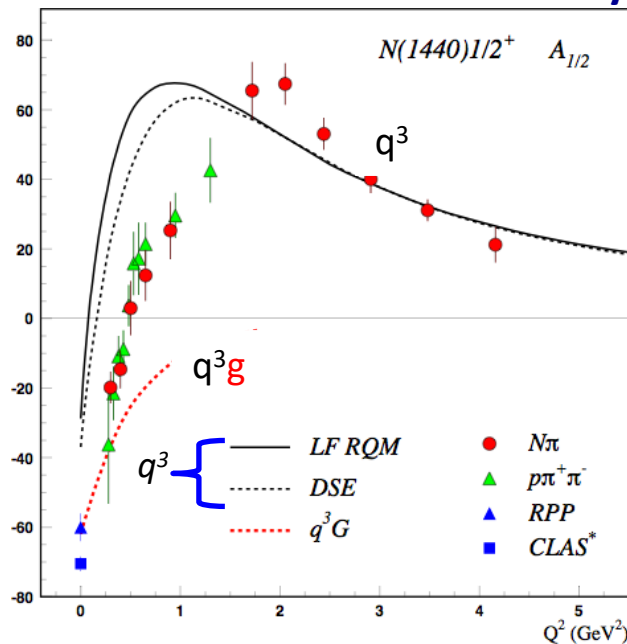 N(1440)1/2⁺ A₁/₂
80
60
40
20
0
-20
-40
-60
-80
q³
q³g
q³
LF RQM
DSE
q³G
Nπ
pπ⁺π⁻
RPP
CLAS*
0 1 2 3 4 5
Q² (GeV²)